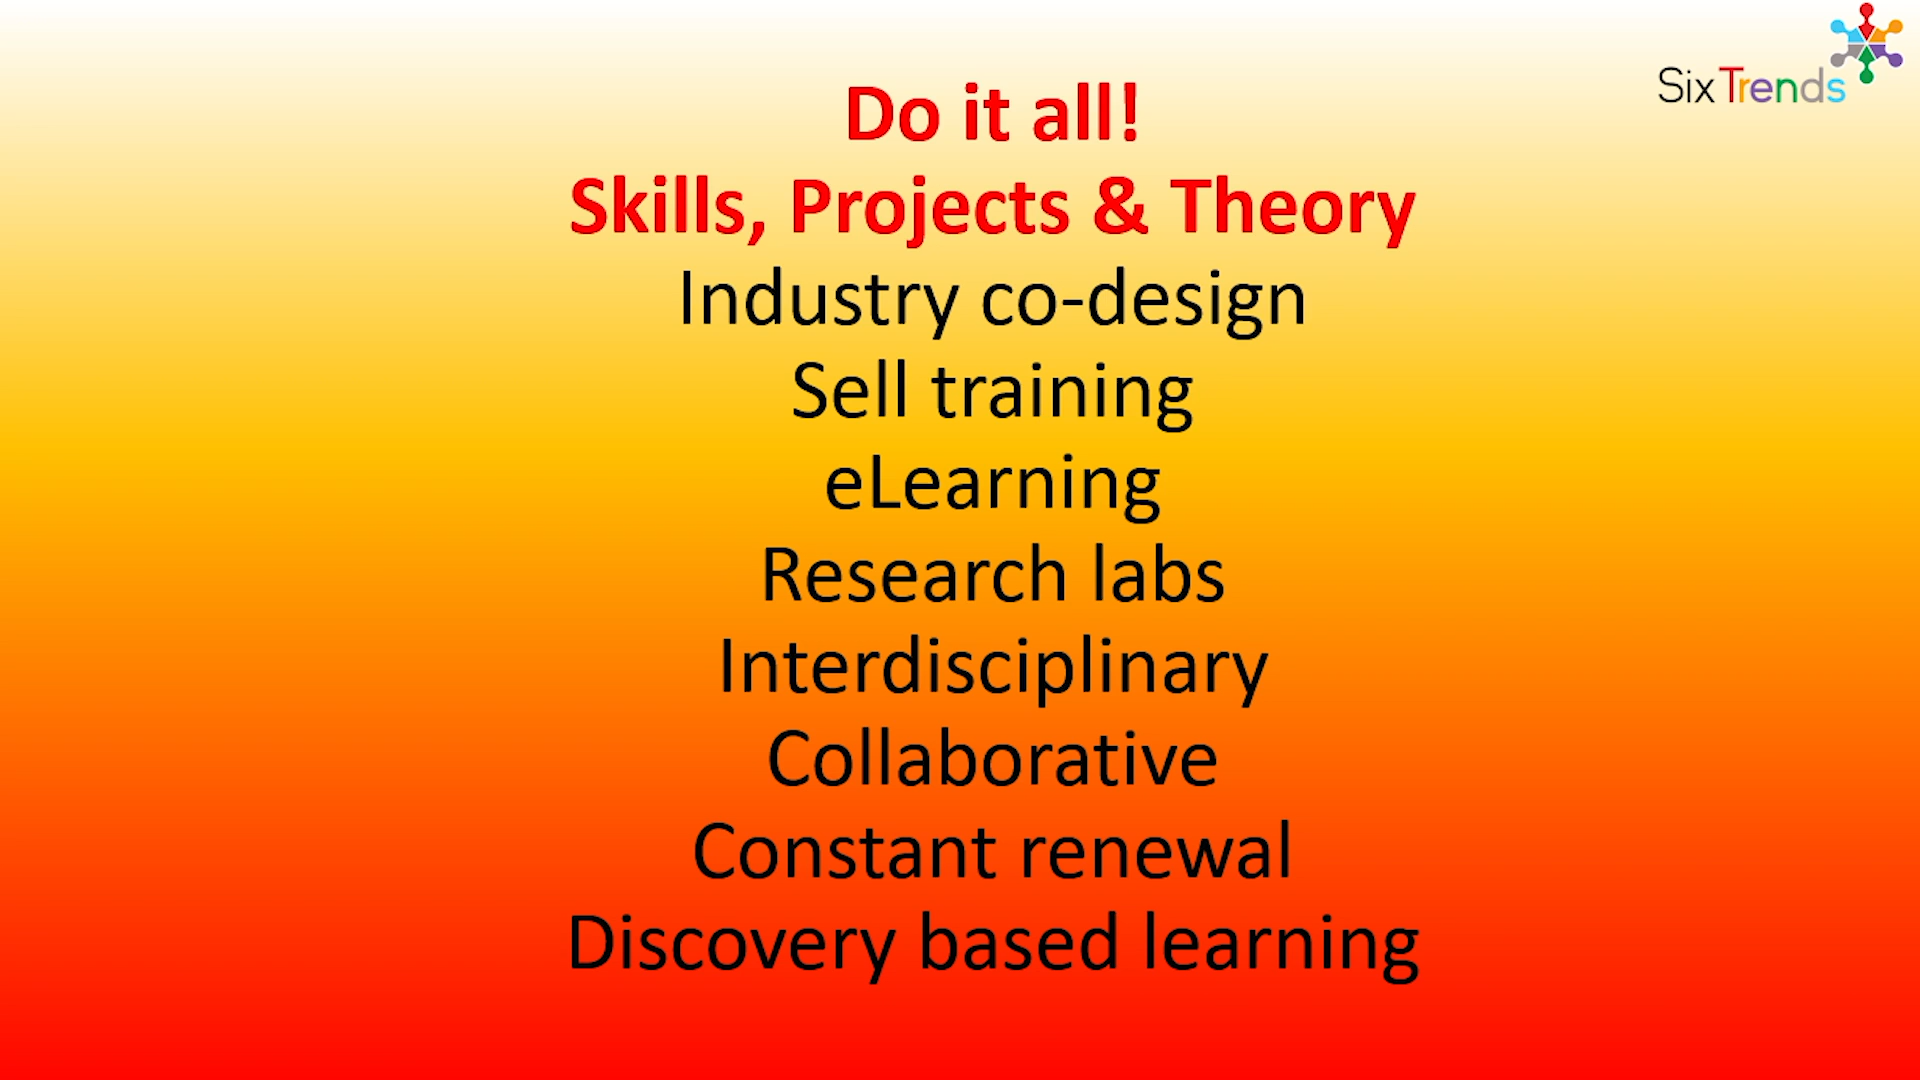 SixTrends
Do it all!
Skills, Projects & Theory
Industry co-design
Sell training
eLearning
Research labs
Interdisciplinary
Collaborative
Constant renewal
Discovery based learning